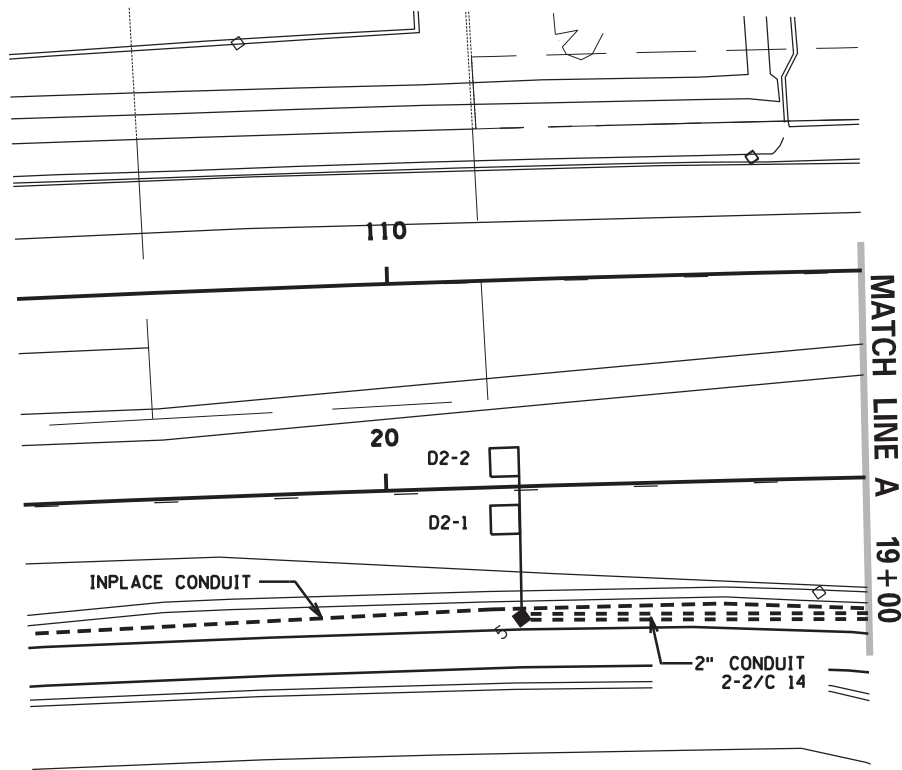 110
MATCH LINE A 19+00
20
D2-2
D2-1
INPLACE CONDUIT
5
2" CONDUIT
2-2/C 14